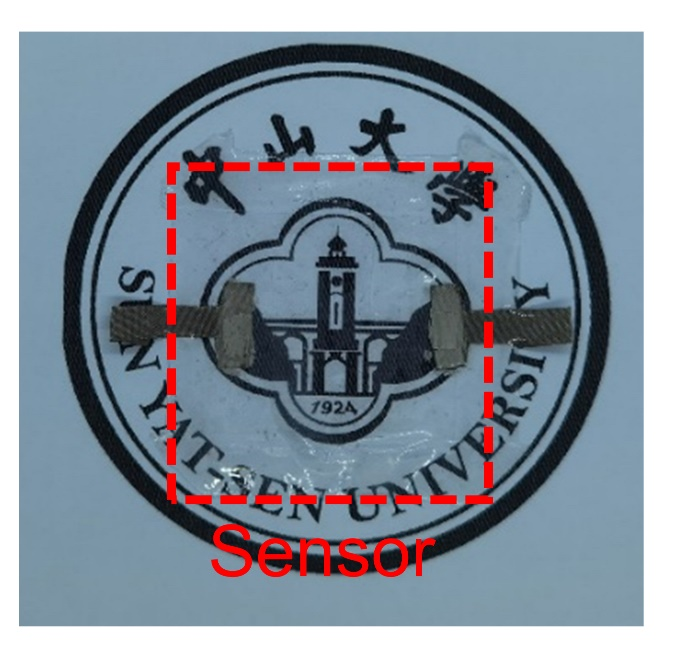 中山大學
SUN YAT-SEN UNIVERSITY
1924
Sensor